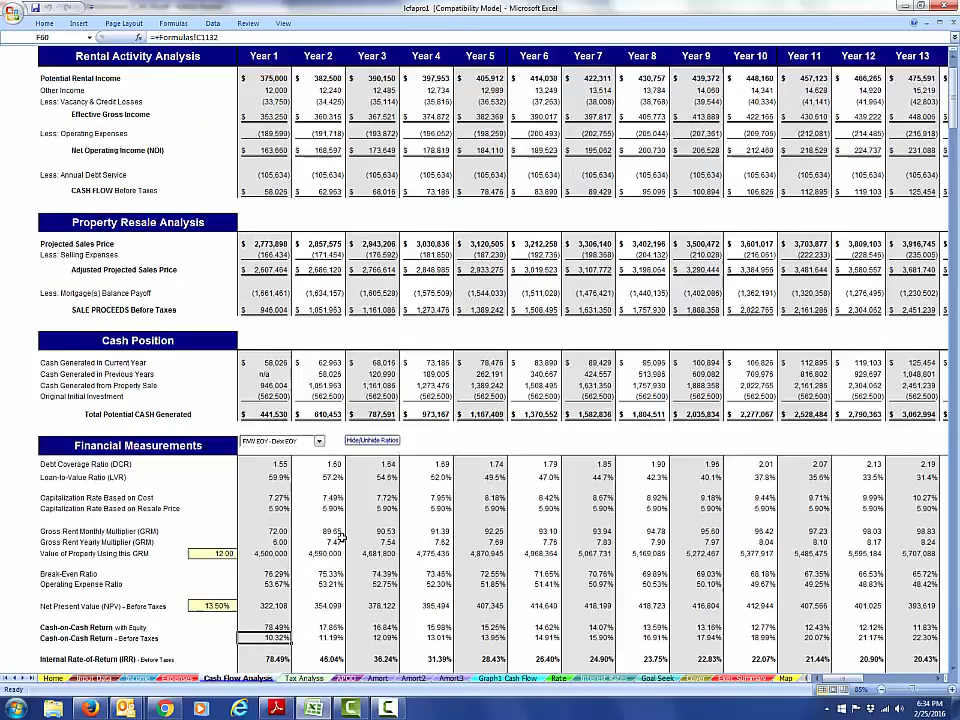 lcfapro1 [Compatibility Mode] - Microsoft Excel
Home Insert Page Layout Formulas Data Review View
F60 fx =+Formulas!C1132
Rental Activity Analysis Year 1 Year 2 Year 3 Year 4 Year 5 Year 6 Year 7 Year 8 Year 9 Year 10 Year 11 Year 12 Year 13
Potential Rental Income $ 375,000 $ 382,500 $ 390,150 $ 397,953 $ 405,912 $ 414,030 $ 422,311 $ 430,757 $ 439,372 $ 448,160 $ 457,123 $ 466,265 $ 475,591 $
Other Income 12,000 12,240 12,485 12,734 12,989 13,249 13,514 13,784 14,060 14,341 14,628 14,920 15,219
Less: Vacancy & Credit Losses (33,750) (34,425) (35,114) (35,816) (36,532) (37,263) (38,008) (38,768) (39,544) (40,334) (41,141) (41,964) (42,803)
Effective Gross Income $ 353,250 $ 360,315 $ 367,521 $ 374,872 $ 382,369 $ 390,017 $ 397,817 $ 405,773 $ 413,889 $ 422,166 $ 430,610 $ 439,222 $ 448,006 $
Less: Operating Expenses (189,590) (191,718) (193,872) (196,052) (198,259) (200,493) (202,755) (205,044) (207,361) (209,706) (212,081) (214,485) (216,918)
Net Operating Income (NOI) $ 163,660 $ 168,597 $ 173,649 $ 178,819 $ 184,110 $ 189,523 $ 195,062 $ 200,730 $ 206,528 $ 212,460 $ 218,529 $ 224,737 $ 231,088 $
Less: Annual Debt Service (105,634) (105,634) (105,634) (105,634) (105,634) (105,634) (105,634) (105,634) (105,634) (105,634) (105,634) (105,634) (105,634)
CASH FLOW Before Taxes $ 58,026 $ 62,963 $ 68,016 $ 73,186 $ 78,476 $ 83,890 $ 89,429 $ 95,096 $ 100,894 $ 106,826 $ 112,895 $ 119,103 $ 125,454 $
Property Resale Analysis
Projected Sales Price $ 2,773,898 $ 2,857,575 $ 2,943,206 $ 3,030,836 $ 3,120,505 $ 3,212,258 $ 3,306,140 $ 3,402,196 $ 3,500,472 $ 3,601,017 $ 3,703,877 $ 3,809,103 $ 3,916,745 $
Less: Selling Expenses (166,434) (171,454) (176,592) (181,850) (187,230) (192,736) (198,368) (204,132) (210,028) (216,061) (222,233) (228,546) (235,005)
Adjusted Projected Sales Price $ 2,607,464 $ 2,686,120 $ 2,766,614 $ 2,848,985 $ 2,933,275 $ 3,019,523 $ 3,107,772 $ 3,198,064 $ 3,290,444 $ 3,384,956 $ 3,481,644 $ 3,580,557 $ 3,681,740 $
Less: Mortgage(s) Balance Payoff (1,661,461) (1,634,157) (1,605,528) (1,575,509) (1,544,033) (1,511,028) (1,476,421) (1,440,135) (1,402,086) (1,362,191) (1,320,358) (1,276,495) (1,230,502)
SALE PROCEEDS Before Taxes $ 946,004 $ 1,051,963 $ 1,161,086 $ 1,273,476 $ 1,389,242 $ 1,508,495 $ 1,631,350 $ 1,757,930 $ 1,888,358 $ 2,022,765 $ 2,161,286 $ 2,304,062 $ 2,451,239 $
Cash Position
Cash Generated in Current Year $ 58,026 $ 62,963 $ 68,016 $ 73,186 $ 78,476 $ 83,890 $ 89,429 $ 95,096 $ 100,894 $ 106,826 $ 112,895 $ 119,103 $ 125,454 $
Cash Generated in Previous Years n/a 58,026 120,990 189,005 262,191 340,667 424,557 513,986 609,082 709,976 816,802 929,697 1,048,801
Cash Generated from Property Sale 946,004 1,051,963 1,161,086 1,273,476 1,389,242 1,508,495 1,631,350 1,757,930 1,888,358 2,022,765 2,161,286 2,304,062 2,451,239
Original Initial Investment (562,500) (562,500) (562,500) (562,500) (562,500) (562,500) (562,500) (562,500) (562,500) (562,500) (562,500) (562,500) (562,500)
Total Potential CASH Generated $ 441,530 $ 610,453 $ 787,591 $ 973,167 $ 1,167,409 $ 1,370,552 $ 1,582,836 $ 1,804,511 $ 2,035,834 $ 2,277,067 $ 2,528,484 $ 2,790,363 $ 3,062,994 $
Financial Measurements FMV EOY - Debt EOY Hide/Unhide Ratios
Debt Coverage Ratio (DCR) 1.55 1.60 1.64 1.69 1.74 1.79 1.85 1.90 1.96 2.01 2.07 2.13 2.19
Loan-to-Value Ratio (LVR) 59.9% 57.2% 54.6% 52.0% 49.5% 47.0% 44.7% 42.3% 40.1% 37.8% 35.6% 33.5% 31.4%
Capitalization Rate Based on Cost 7.27% 7.49% 7.72% 7.95% 8.18% 8.42% 8.67% 8.92% 9.18% 9.44% 9.71% 9.99% 10.27%
Capitalization Rate Based on Resale Price 5.90% 5.90% 5.90% 5.90% 5.90% 5.90% 5.90% 5.90% 5.90% 5.90% 5.90% 5.90% 5.90%
Gross Rent Monthly Multiplier (GRM) 72.00 89.65 90.53 91.39 92.25 93.10 93.94 94.78 95.60 96.42 97.23 98.03 98.83
Gross Rent Yearly Multiplier (GRM) 6.00 7.47 7.54 7.62 7.69 7.76 7.83 7.90 7.97 8.04 8.10 8.17 8.24
Value of Property Using this GRM 12.00 4,500,000 4,590,000 4,681,800 4,775,436 4,870,945 4,968,364 5,067,731 5,169,086 5,272,467 5,377,917 5,485,475 5,595,184 5,707,088
Break-Even Ratio 76.29% 75.33% 74.39% 73.46% 72.55% 71.65% 70.76% 69.89% 69.03% 68.18% 67.35% 66.53% 65.72%
Operating Expense Ratio 53.67% 53.21% 52.75% 52.30% 51.85% 51.41% 50.97% 50.53% 50.10% 49.67% 49.25% 48.83% 48.42%
Net Present Value (NPV) - Before Taxes 13.50% 322,108 354,099 378,122 395,494 407,345 414,640 418,199 418,723 416,804 412,944 407,566 401,025 393,619
Cash-on-Cash Return with Equity 78.49% 17.86% 16.84% 15.98% 15.25% 14.62% 14.07% 13.59% 13.16% 12.77% 12.43% 12.12% 11.83%
Cash-on-Cash Return - Before Taxes 10.32% 11.19% 12.09% 13.01% 13.95% 14.91% 15.90% 16.91% 17.94% 18.99% 20.07% 21.17% 22.30%
Internal Rate-of-Return (IRR) - Before Taxes 78.49% 46.04% 36.24% 31.39% 28.43% 26.40% 24.90% 23.75% 22.83% 22.07% 21.44% 20.90% 20.43%
Home Input Data Income Expenses Cash Flow Analysis Tax Analysis APOD Amort Amort2 Amort3 Graph1 Cash Flow Rate Interest Rates Goal Seek Cover Exec Summary Map
Ready 85%
6:34 PM
2/25/2016